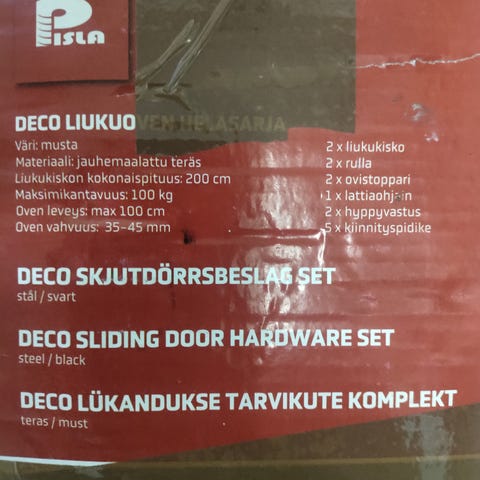 PISLA
DECO LIUKUOVEN HELASARJA
Väri: musta
Materiaali: jauhemaalattu teräs
Liukukiskon kokonaispituus: 200 cm
Maksimikantavuus: 100 kg
Oven leveys: max 100 cm
Oven vahvuus: 35-45 mm
2 x liukukisko
2 x rulla
2 x ovistoppari
1 x lattiaohjain
2 x hyppyvastus
5 x kiinnityspidike
DECO SKJUTDÖRRSBESLAG SET
stål / svart
DECO SLIDING DOOR HARDWARE SET
steel / black
DECO LÜKANDUKSE TARVIKUTE KOMPLEKT
teras / must